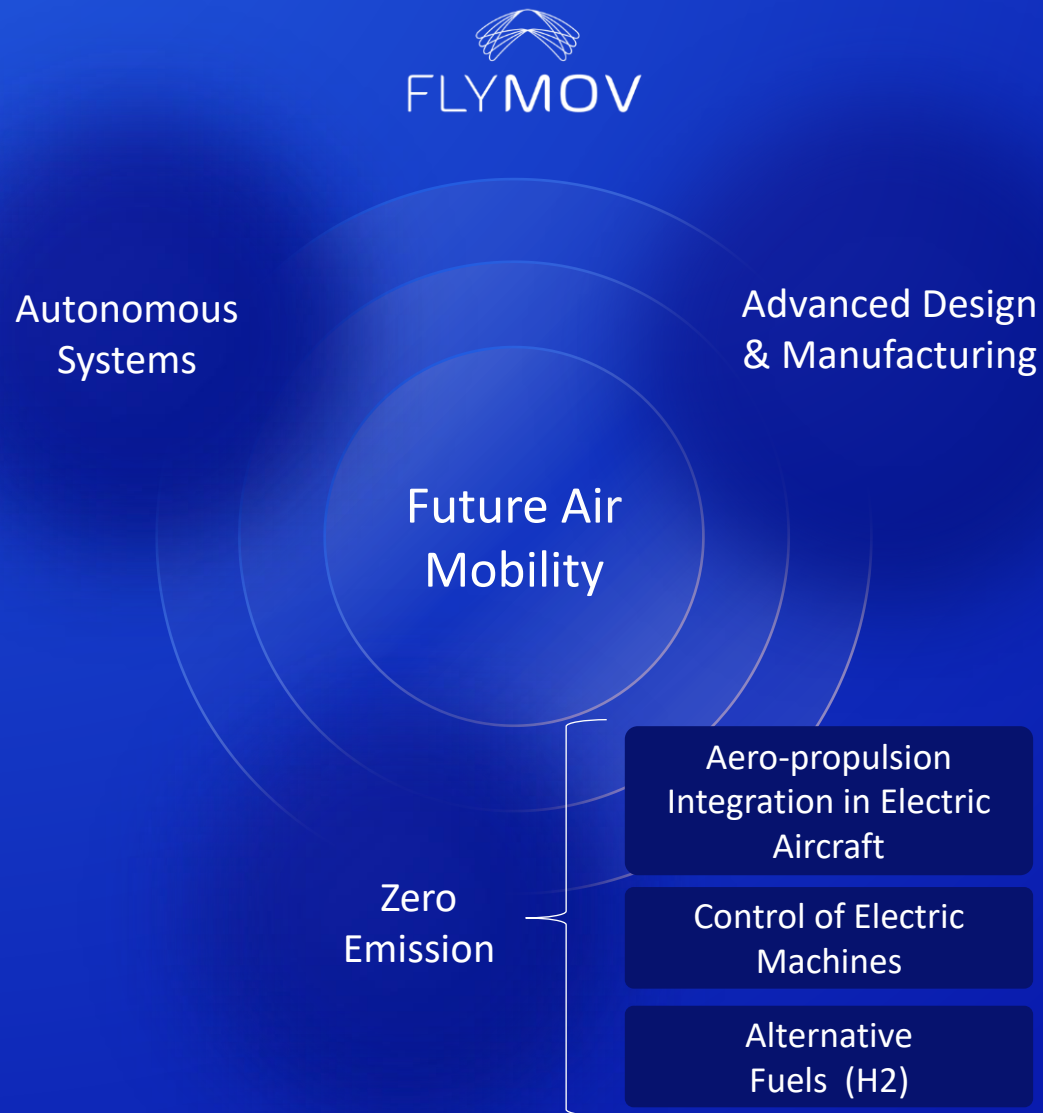 FLYMOV
Autonomous
Systems
Advanced Design
& Manufacturing
Future Air
Mobility
Zero
Emission
Aero-propulsion
Integration in Electric
Aircraft
Control of Electric
Machines
Alternative
Fuels (H2)